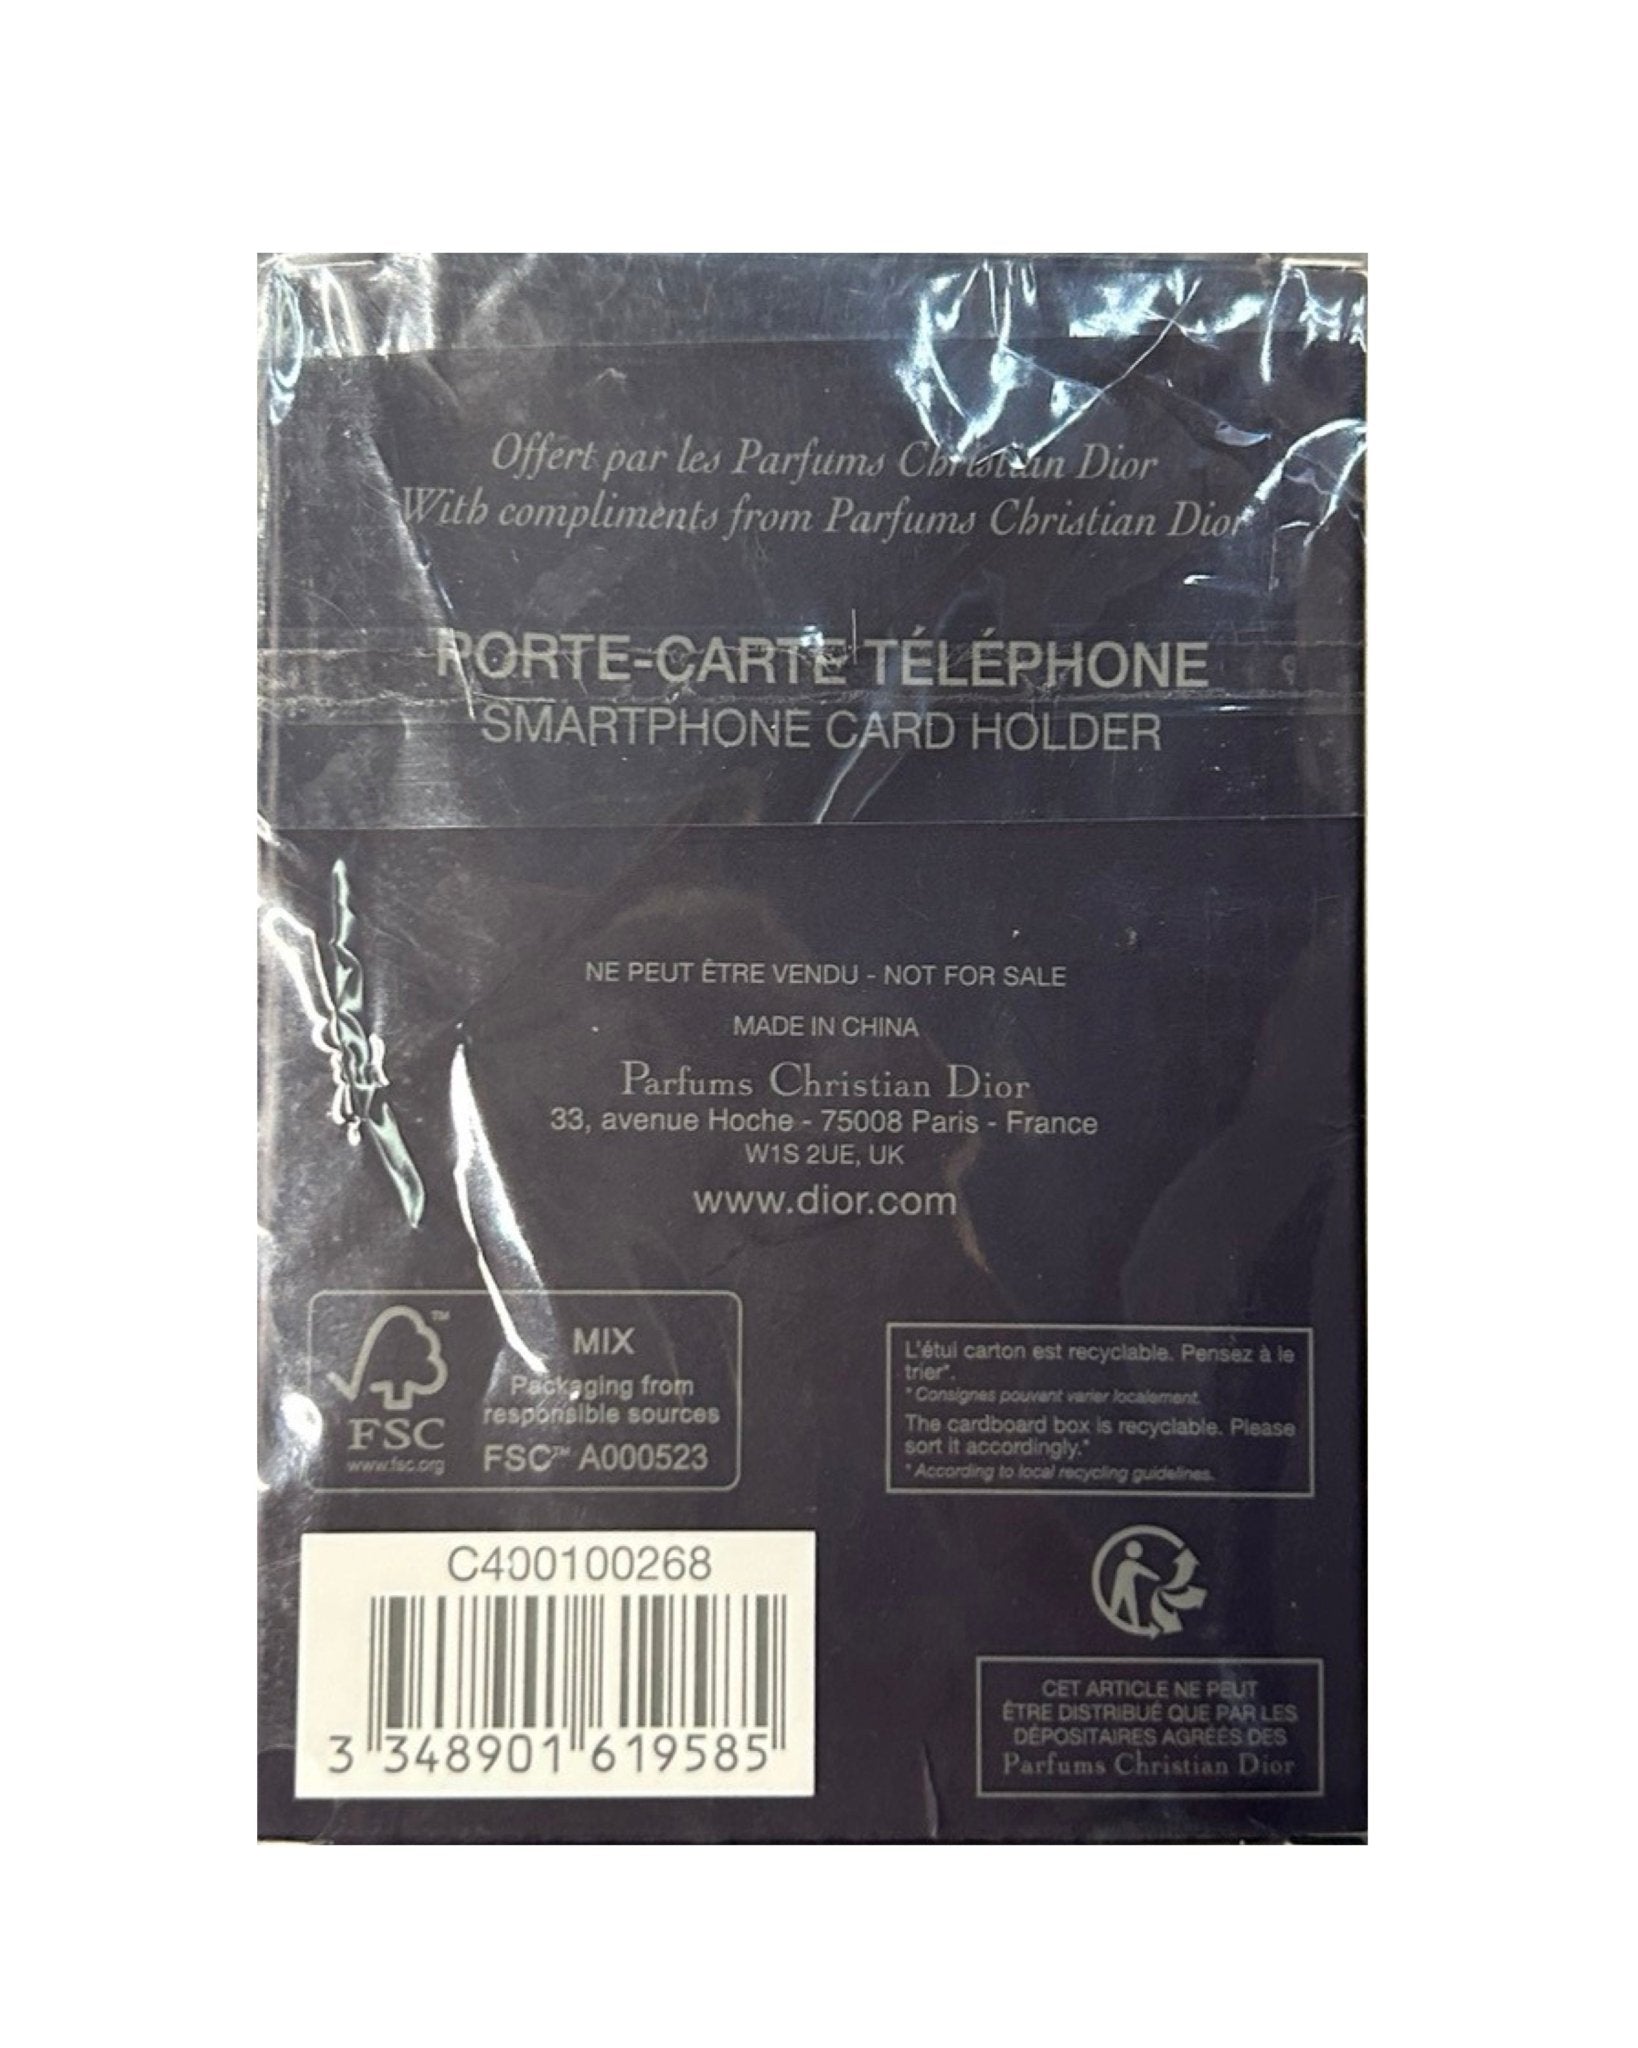 Offert par les Parfums Christian Dior
With compliments from Parfums Christian Dior
PORTE-CARTE TÉLÉPHONE
SMARTPHONE CARD HOLDER
NE PEUT ÊTRE VENDU - NOT FOR SALE
MADE IN CHINA
Parfums Christian Dior
33, avenue Hoche - 75008 Paris - France
W1S 2UE, UK
www.dior.com
FSC
www.fsc.org
MIX
Packaging from
responsible sources
FSC™ A000523
L'étui carton est recyclable. Pensez à le
trier*.
* Consignes pouvant varier localement.
The cardboard box is recyclable. Please
sort it accordingly.*
* According to local recycling guidelines.
C400100268
3 348901 619585
CET ARTICLE NE PEUT
ÊTRE DISTRIBUÉ QUE PAR LES
DÉPOSITAIRES AGRÉÉS DES
Parfums Christian Dior